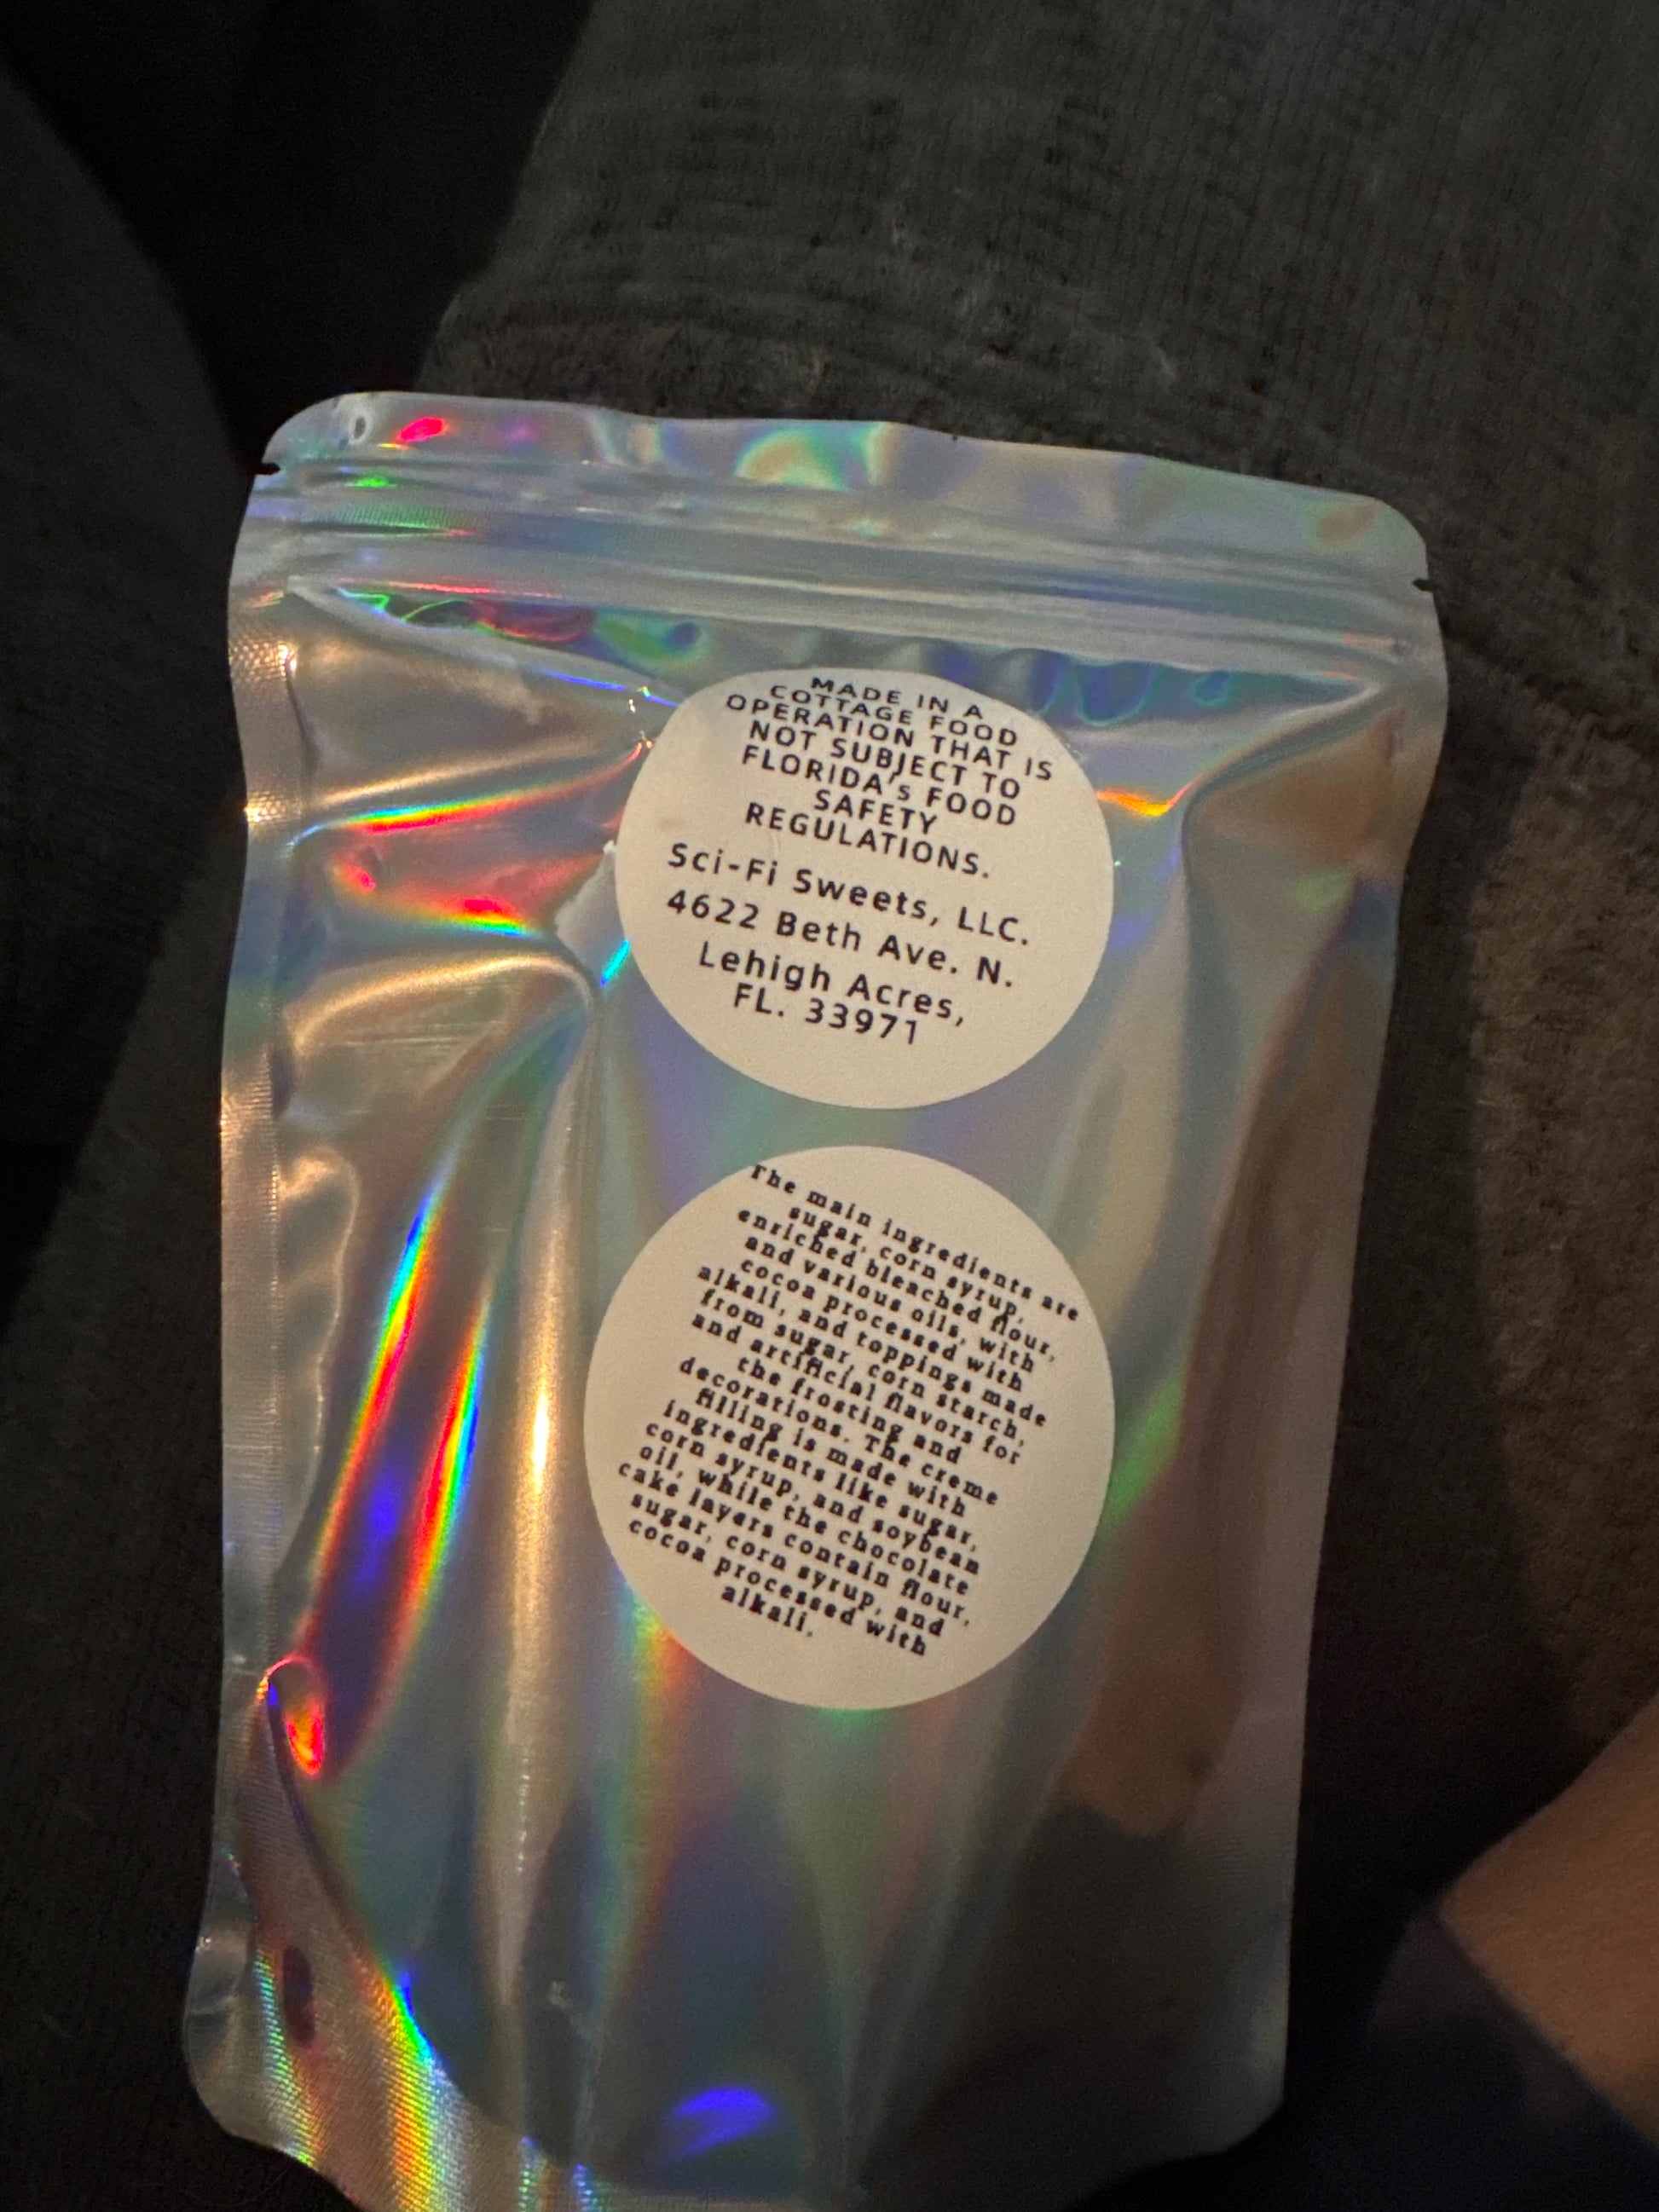 MADE IN A
COTTAGE FOOD
OPERATION THAT IS
NOT SUBJECT TO
FLORIDA's FOOD
SAFETY
REGULATIONS.
Sci-Fi Sweets, LLC.
4622 Beth Ave. N.
Lehigh Acres,
FL. 33971
The main ingredients are
sugar, corn syrup,
enriched bleached flour,
and various oils, with
cocoa processed with
alkali, and toppings made
from sugar, corn starch,
and artificial flavors for
the frosting and
decorations. The creme
filling is made with
ingredients like sugar,
corn syrup, and soybean
oil, while the chocolate
cake layers contain flour,
sugar, corn syrup, and
cocoa processed with
alkali.